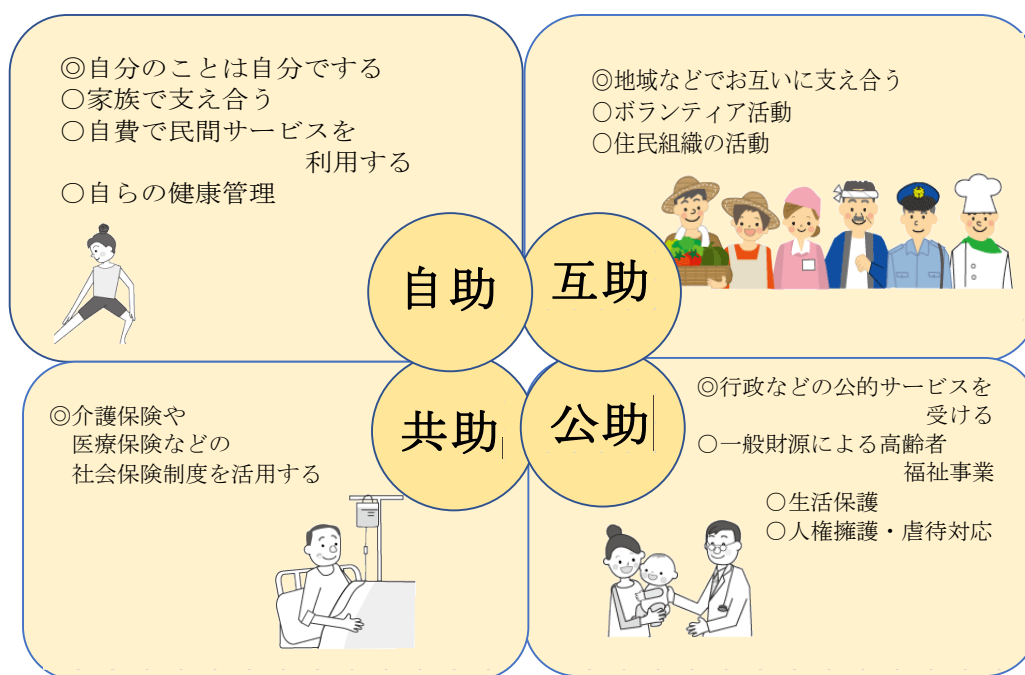 ◎自分のことは自分でする
○家族で支え合う
○自費で民間サービスを
利用する
○自らの健康管理
自助
◎地域などでお互いに支え合う
○ボランティア活動
○住民組織の活動
互助
◎介護保険や
医療保険などの
社会保険制度を活用する
共助
◎行政などの公的サービスを
受ける
○一般財源による高齢者
福祉事業
○生活保護
○人権擁護・虐待対応
公助